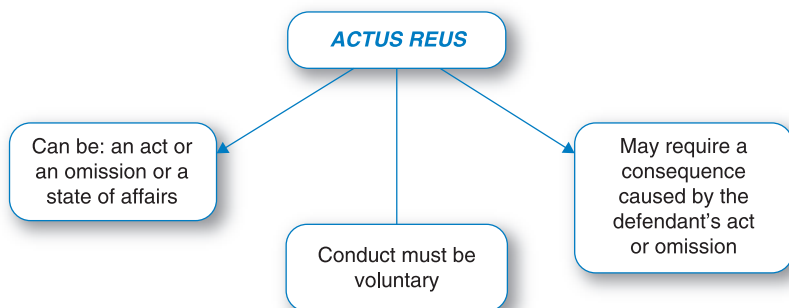 ACTUS REUS
Can be: an act or
an omission or a
state of affairs
Conduct must be
voluntary
May require a
consequence
caused by the
defendant's act
or omission